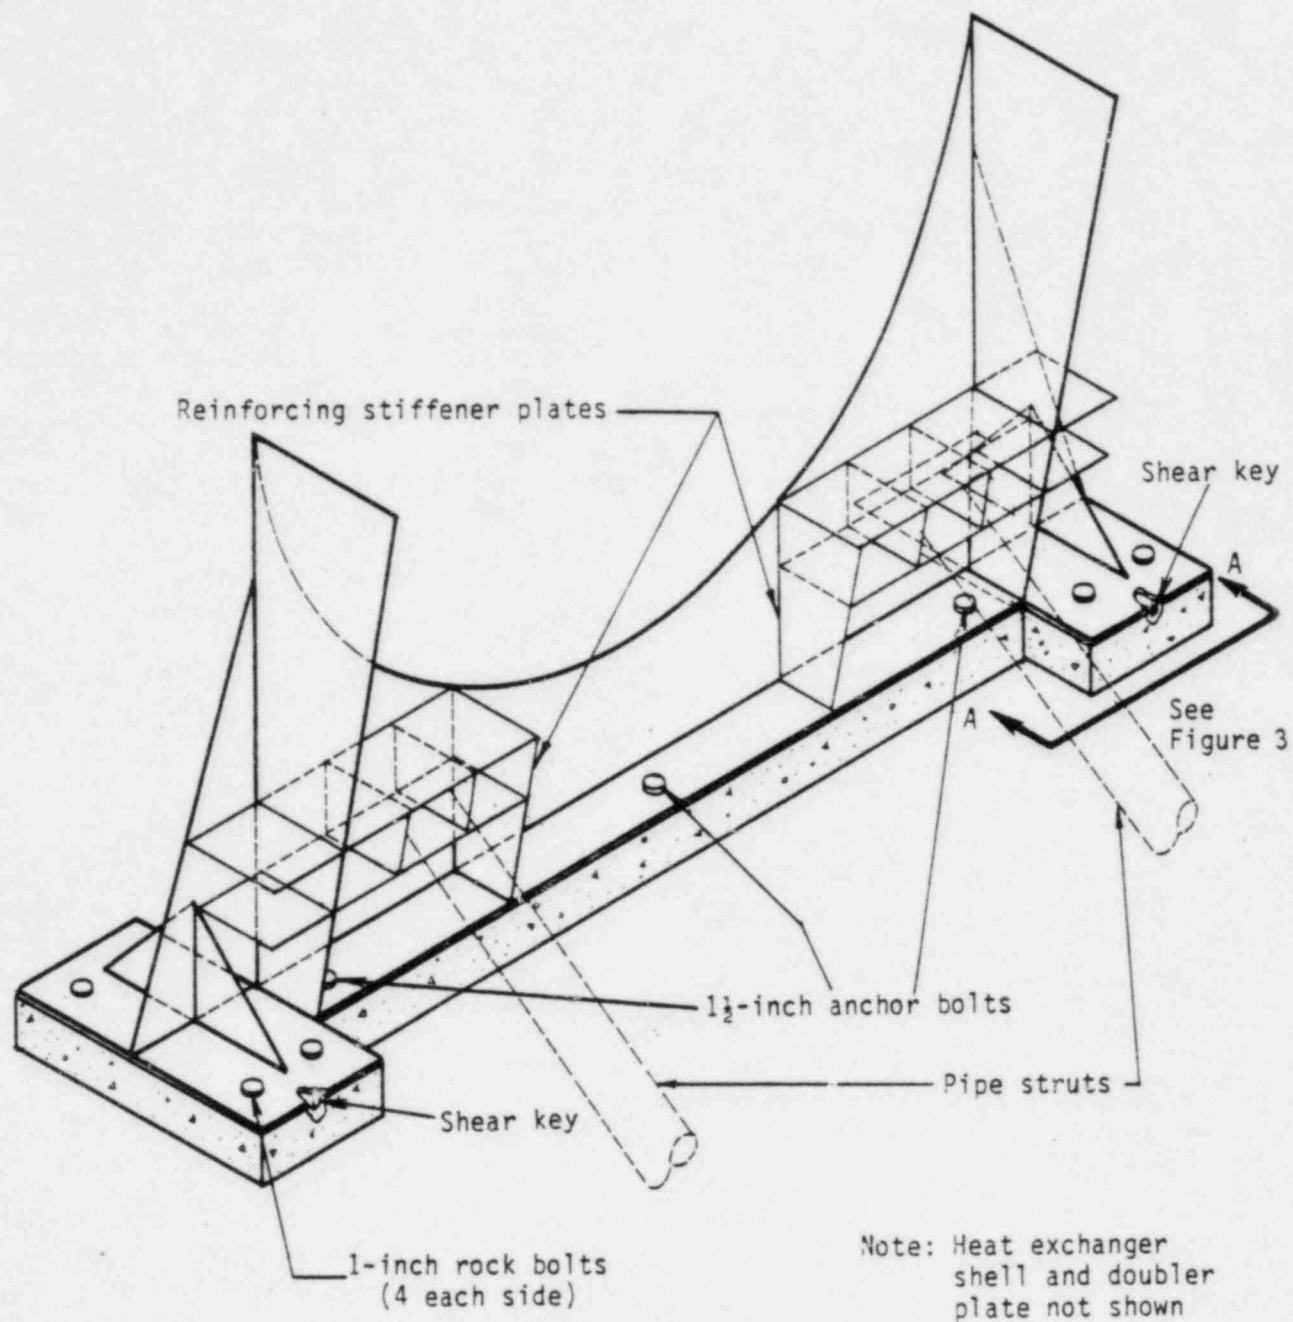 Reinforcing stiffener plates
Shear key
A
A
See
Figure 3
1½-inch anchor bolts
Pipe struts
Shear key
1-inch rock bolts
(4 each side)
Note: Heat exchanger
shell and doubler
plate not shown